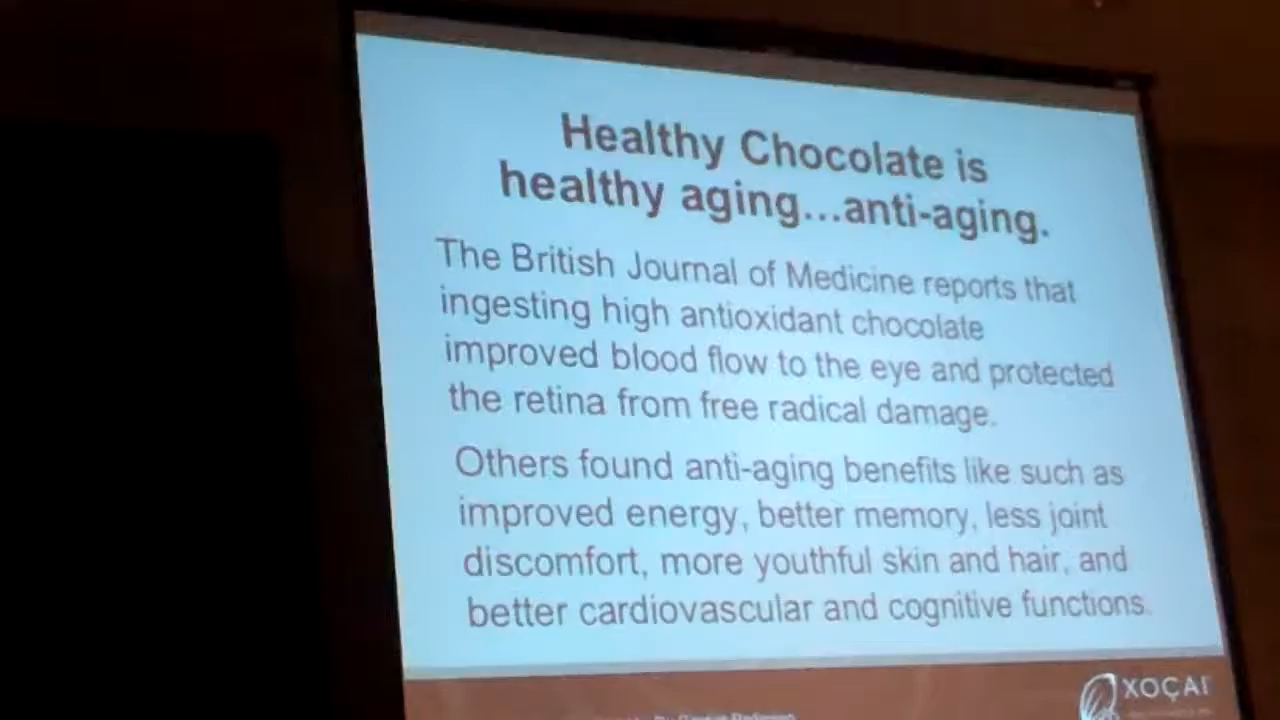 Healthy Chocolate is
healthy aging...anti-aging.
The British Journal of Medicine reports that
ingesting high antioxidant chocolate
improved blood flow to the eye and protected
the retina from free radical damage.
Others found anti-aging benefits like such as
improved energy, better memory, less joint
discomfort, more youthful skin and hair, and
better cardiovascular and cognitive functions.
XOÇAI